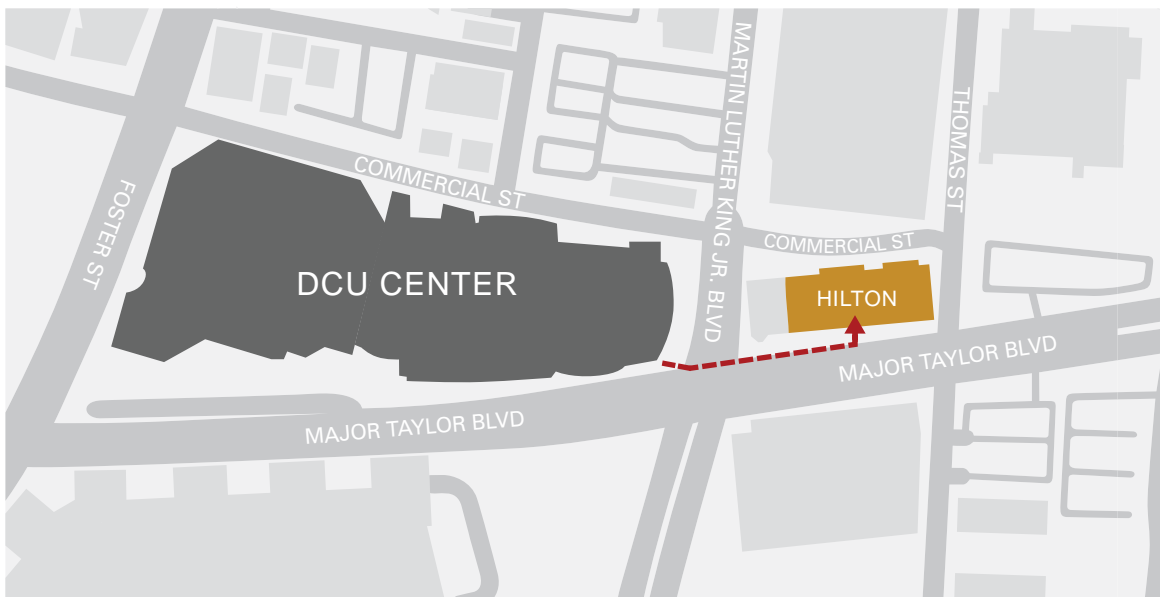 MARTIN LUTHER KING JR. BLVD
THOMAS ST
COMMERCIAL ST
FOSTER ST
COMMERCIAL ST
DCU CENTER
HILTON
MAJOR TAYLOR BLVD
MAJOR TAYLOR BLVD